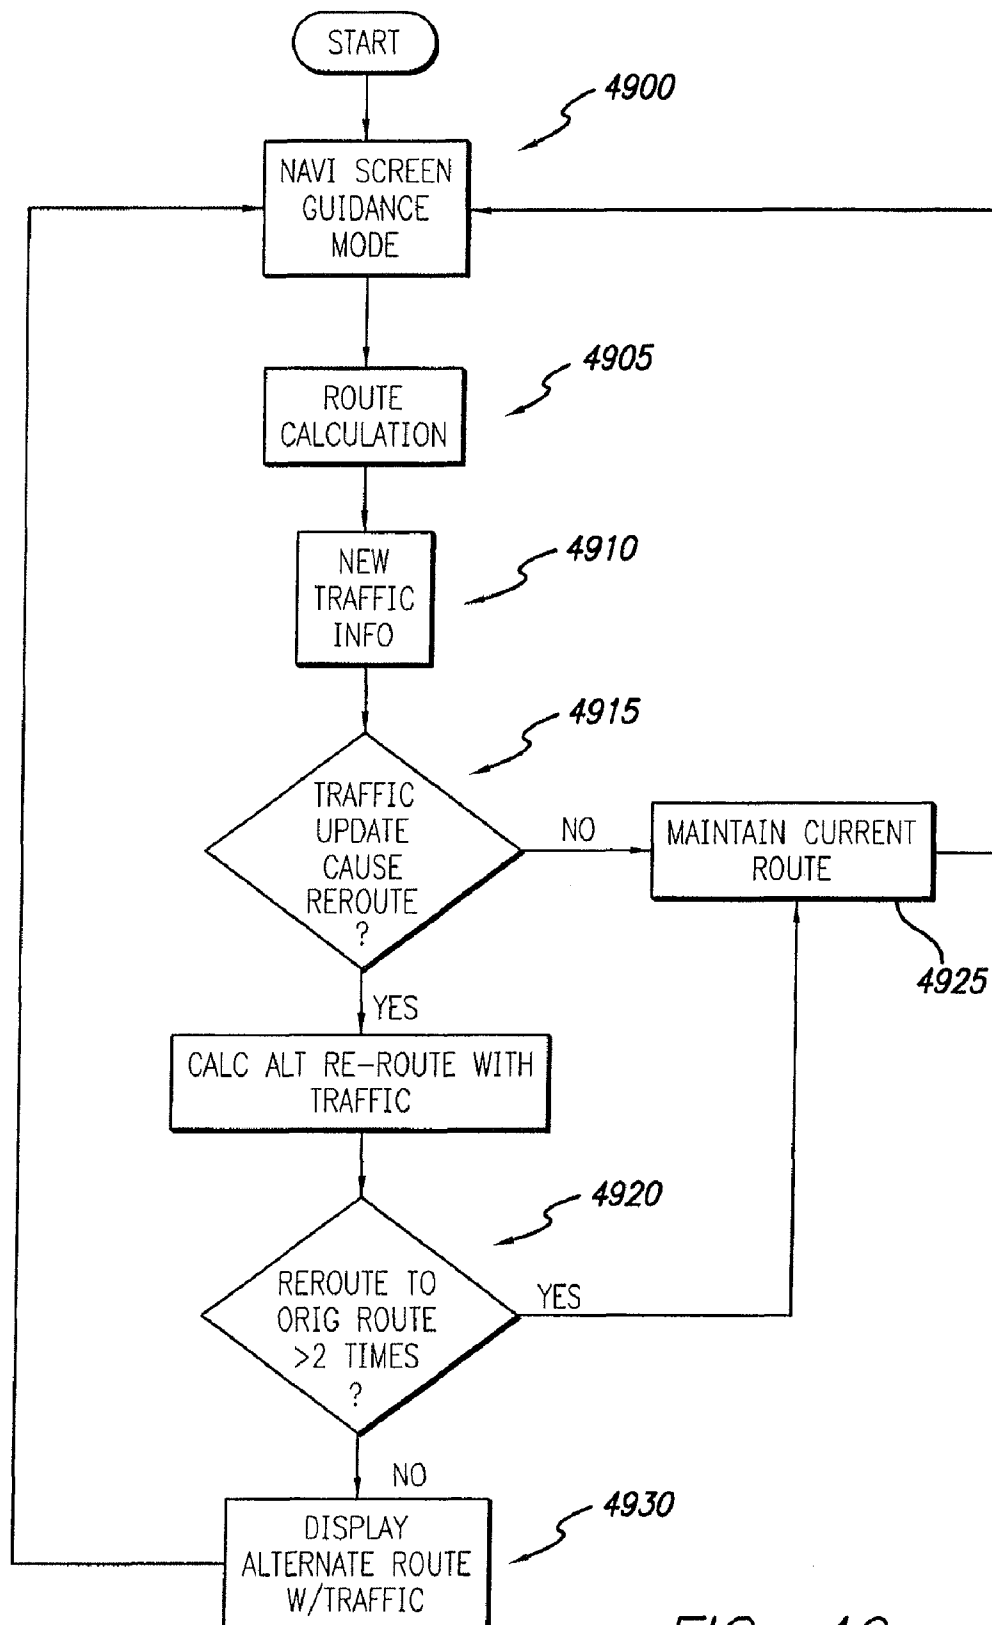 START
4900
NAVI SCREEN
GUIDANCE
MODE
4905
ROUTE
CALCULATION
4910
NEW
TRAFFIC
INFO
4915
TRAFFIC
UPDATE
CAUSE
REROUTE
?
NO
MAINTAIN CURRENT
ROUTE
4925
YES
CALC ALT RE-ROUTE WITH
TRAFFIC
4920
REROUTE TO
ORIG ROUTE
>2 TIMES
?
YES
NO
4930
DISPLAY
ALTERNATE ROUTE
W/TRAFFIC